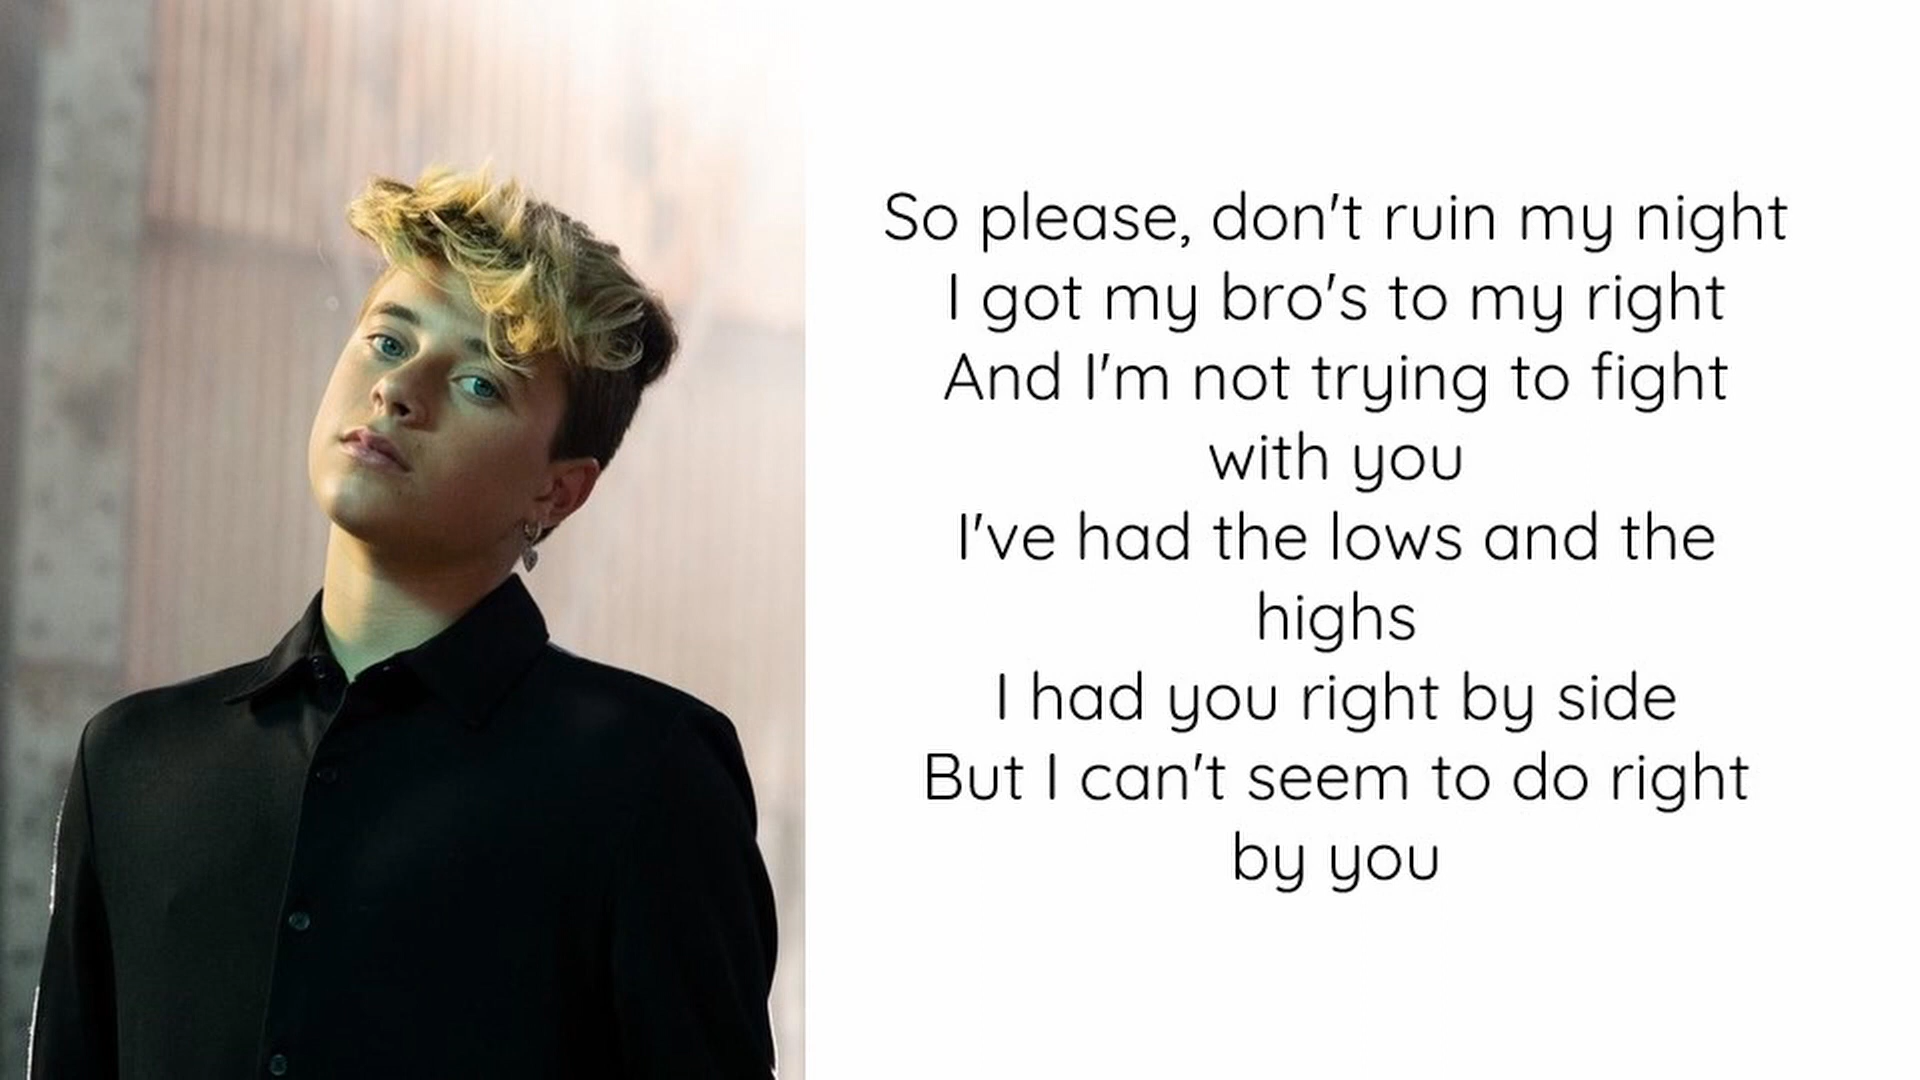 So please, don't ruin my night
I got my bro's to my right
And I'm not trying to fight
with you
I've had the lows and the
highs
I had you right by side
But I can't seem to do right
by you